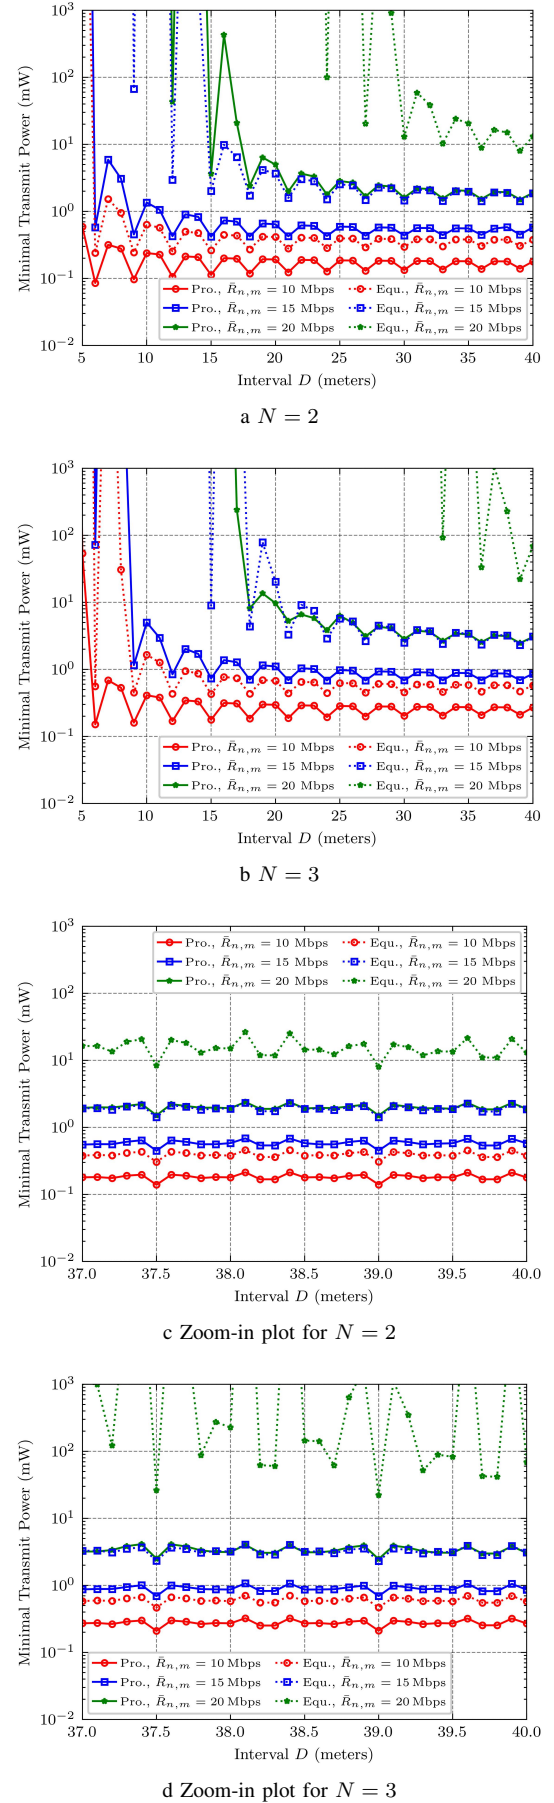 10³
10²
10¹
10⁰
10⁻¹
10⁻²
Minimal Transmit Power (mW)
Pro., R̄ₙ,ₘ = 10 Mbps Equ., R̄ₙ,ₘ = 10 Mbps
Pro., R̄ₙ,ₘ = 15 Mbps Equ., R̄ₙ,ₘ = 15 Mbps
Pro., R̄ₙ,ₘ = 20 Mbps Equ., R̄ₙ,ₘ = 20 Mbps
5 10 15 20 25 30 35 40
Interval D (meters)
a N = 2
10³
10²
10¹
10⁰
10⁻¹
10⁻²
Minimal Transmit Power (mW)
Pro., R̄ₙ,ₘ = 10 Mbps Equ., R̄ₙ,ₘ = 10 Mbps
Pro., R̄ₙ,ₘ = 15 Mbps Equ., R̄ₙ,ₘ = 15 Mbps
Pro., R̄ₙ,ₘ = 20 Mbps Equ., R̄ₙ,ₘ = 20 Mbps
5 10 15 20 25 30 35 40
Interval D (meters)
b N = 3
10³
10²
10¹
10⁰
10⁻¹
10⁻²
Minimal Transmit Power (mW)
Pro., R̄ₙ,ₘ = 10 Mbps Equ., R̄ₙ,ₘ = 10 Mbps
Pro., R̄ₙ,ₘ = 15 Mbps Equ., R̄ₙ,ₘ = 15 Mbps
Pro., R̄ₙ,ₘ = 20 Mbps Equ., R̄ₙ,ₘ = 20 Mbps
37.0 37.5 38.0 38.5 39.0 39.5 40.0
Interval D (meters)
c Zoom-in plot for N = 2
10³
10²
10¹
10⁰
10⁻¹
10⁻²
Minimal Transmit Power (mW)
Pro., R̄ₙ,ₘ = 10 Mbps Equ., R̄ₙ,ₘ = 10 Mbps
Pro., R̄ₙ,ₘ = 15 Mbps Equ., R̄ₙ,ₘ = 15 Mbps
Pro., R̄ₙ,ₘ = 20 Mbps Equ., R̄ₙ,ₘ = 20 Mbps
37.0 37.5 38.0 38.5 39.0 39.5 40.0
Interval D (meters)
d Zoom-in plot for N = 3